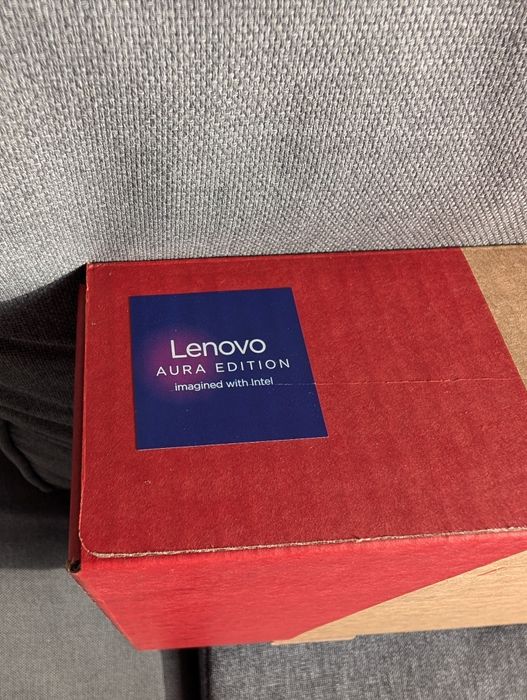 Lenovo
AURA EDITION
imagined with Intel